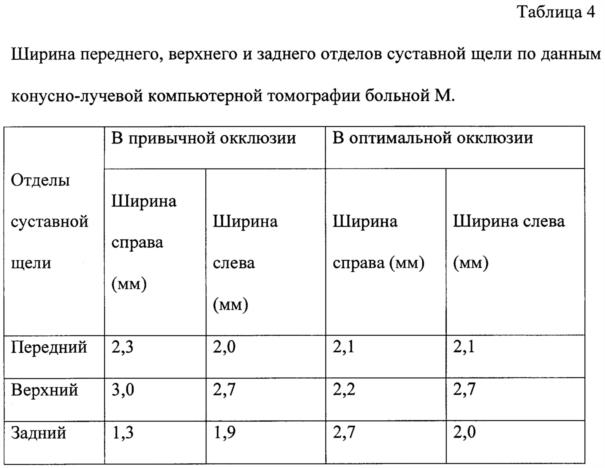 Таблица 4
Ширина переднего, верхнего и заднего отделов суставной щели по данным
конусно-лучевой компьютерной томографии больной М.
Отделы суставной щели | В привычной окклюзии | В оптимальной окклюзии
Ширина справа (мм) | Ширина слева (мм) | Ширина справа (мм) | Ширина слева (мм)
Передний | 2,3 | 2,0 | 2,1 | 2,1
Верхний | 3,0 | 2,7 | 2,2 | 2,7
Задний | 1,3 | 1,9 | 2,7 | 2,0